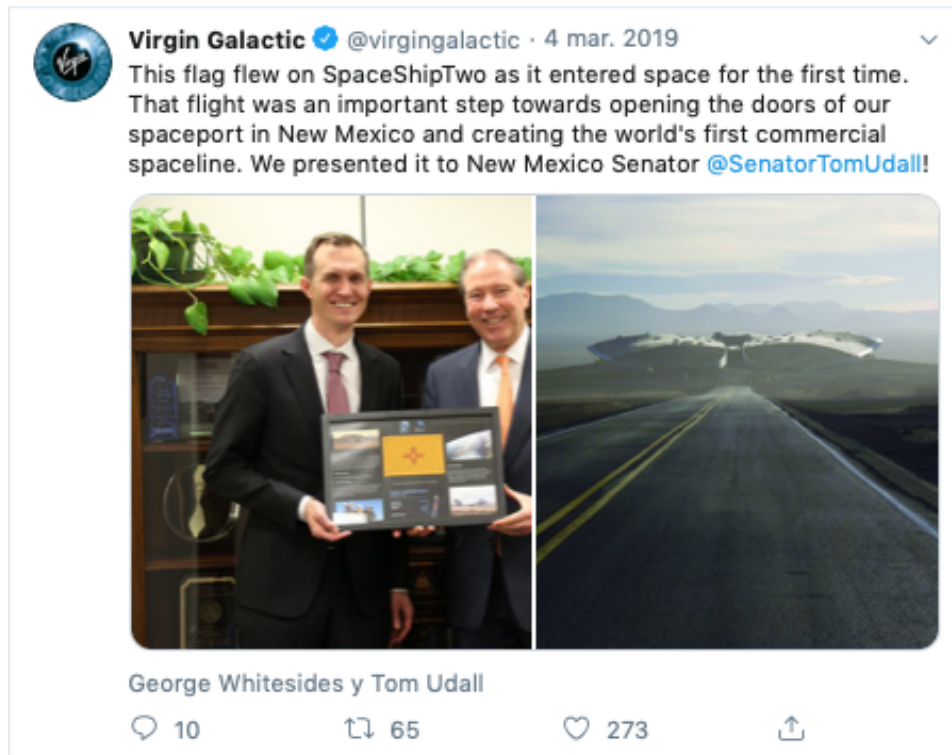 Virgin Galactic @virgingalactic · 4 mar. 2019
This flag flew on SpaceShipTwo as it entered space for the first time.
That flight was an important step towards opening the doors of our
spaceport in New Mexico and creating the world's first commercial
spaceline. We presented it to New Mexico Senator @SenatorTomUdall!
George Whitesides y Tom Udall
10 65 273